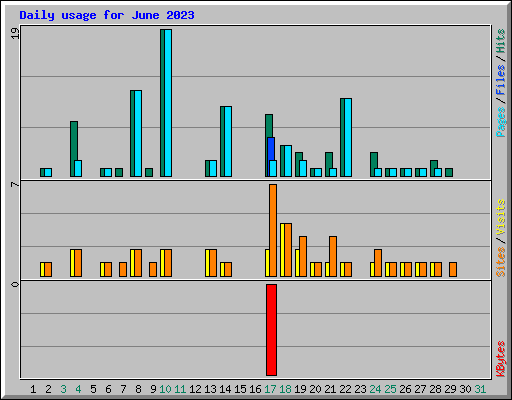 Daily usage for June 2023
19
7
0
Pages / Files / Hits
Sites / Visits
KBytes
1 2 3 4 5 6 7 8 9 10 11 12 13 14 15 16 17 18 19 20 21 22 23 24 25 26 27 28 29 30 31